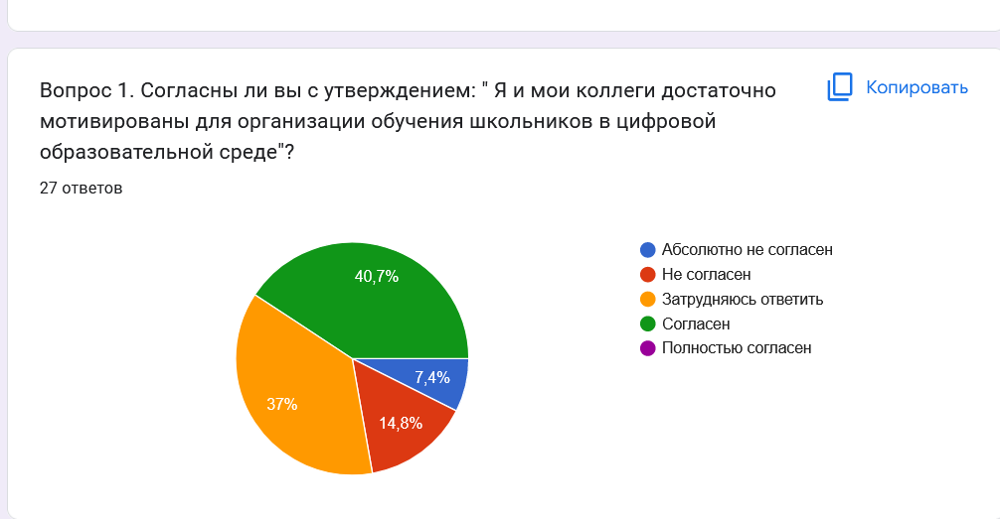 Вопрос 1. Согласны ли вы с утверждением: " Я и мои коллеги достаточно
мотивированы для организации обучения школьников в цифровой
образовательной среде"?
Копировать
27 ответов
40,7%
7,4%
14,8%
37%
Абсолютно не согласен
Не согласен
Затрудняюсь ответить
Согласен
Полностью согласен